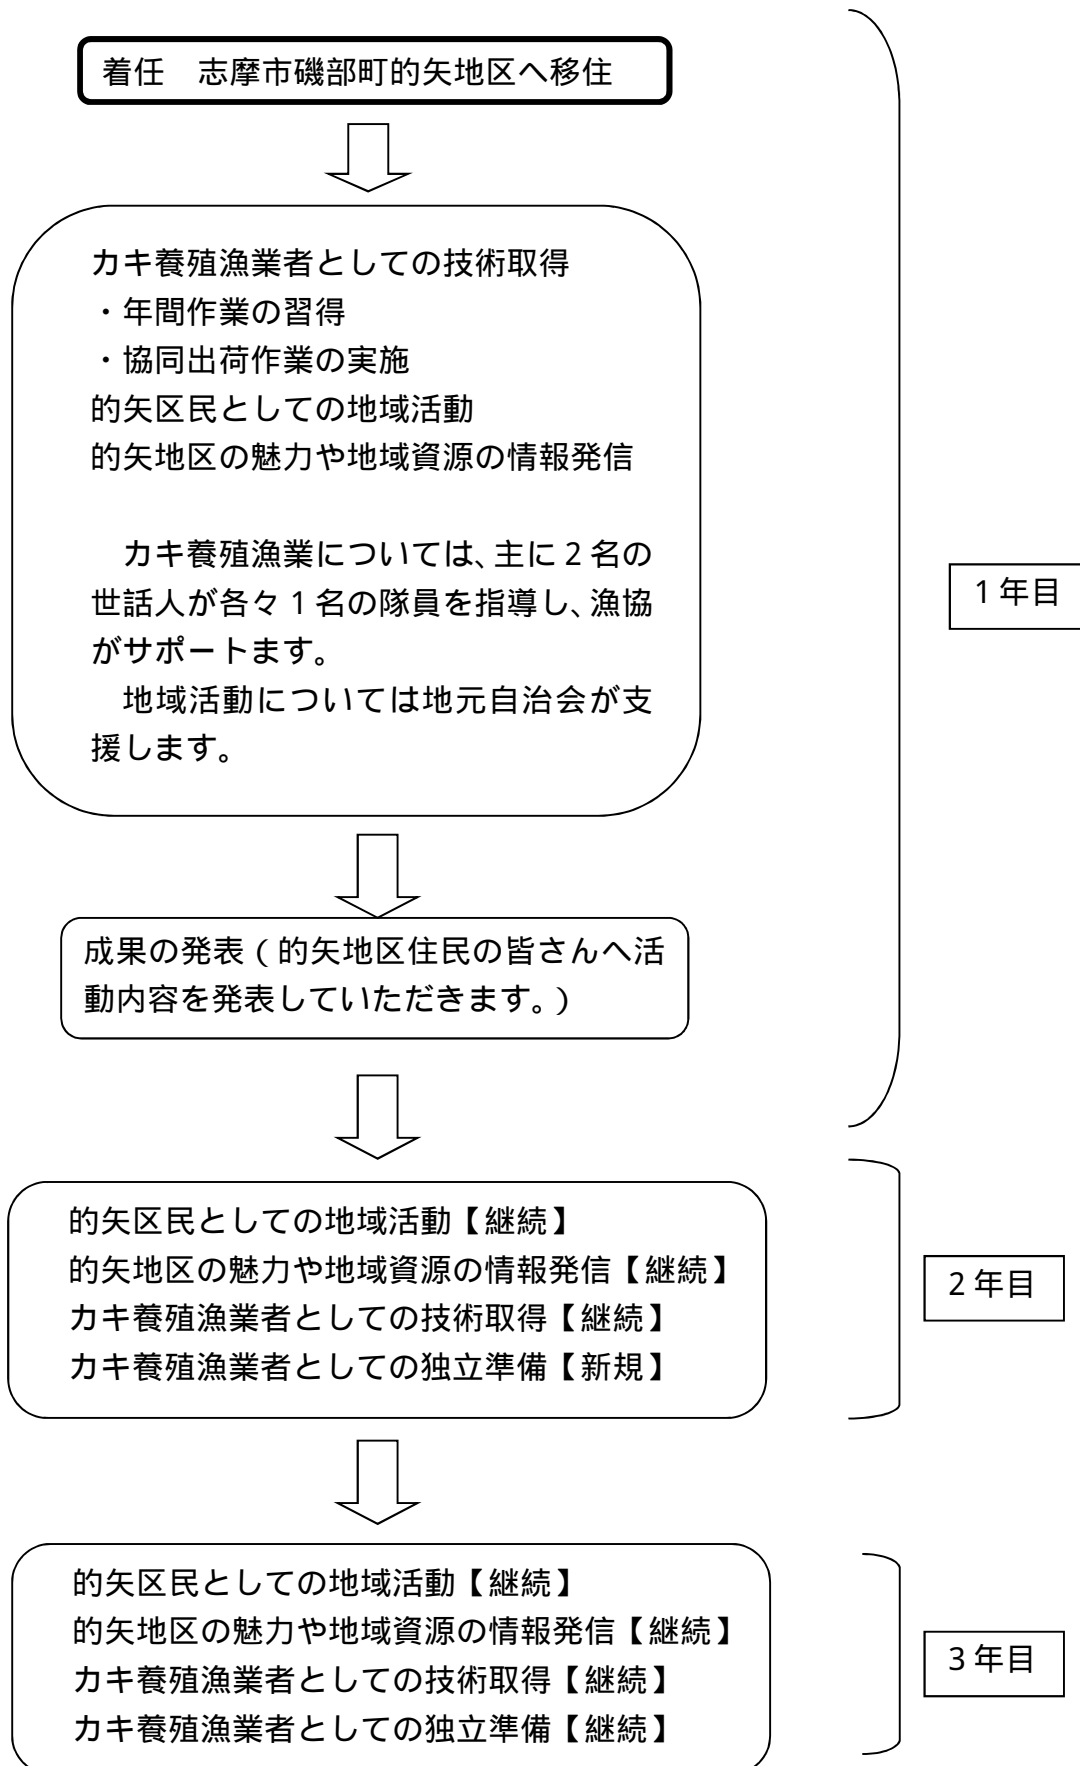 着任　志摩市磯部町的矢地区へ移住
カキ養殖漁業者としての技術取得
・年間作業の習得
・協同出荷作業の実施
的矢区民としての地域活動
的矢地区の魅力や地域資源の情報発信
カキ養殖漁業については、主に２名の
世話人が各々１名の隊員を指導し、漁協
がサポートます。
地域活動については地元自治会が支
援します。
１年目
成果の発表（的矢地区住民の皆さんへ活
動内容を発表していただきます。）
的矢区民としての地域活動【継続】
的矢地区の魅力や地域資源の情報発信【継続】
カキ養殖漁業者としての技術取得【継続】
カキ養殖漁業者としての独立準備【新規】
２年目
的矢区民としての地域活動【継続】
的矢地区の魅力や地域資源の情報発信【継続】
カキ養殖漁業者としての技術取得【継続】
カキ養殖漁業者としての独立準備【継続】
３年目